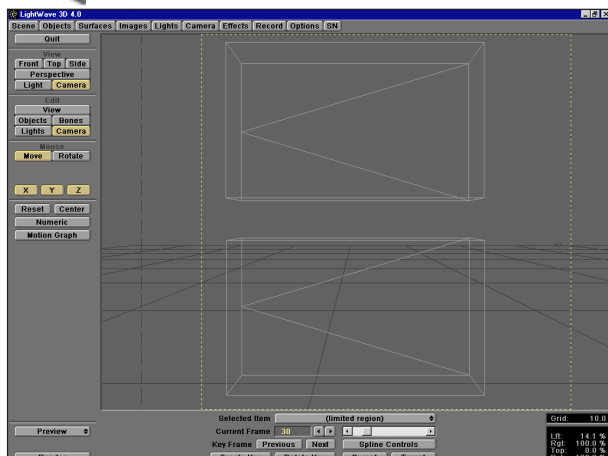 LightWave 3D 4.0
Scene Objects Surfaces Images Lights Camera Effects Record Options SN
Quit
View
Front Top Side
Perspective
Light Camera
Edit
View
Objects Bones
Lights Camera
Mouse
Move Rotate
X Y Z
Reset Center
Numeric
Motion Graph
Selected Item (limited region)
Grid: 10.0
Preview
Current Frame 30
Key Frame Previous Next Spline Controls
Lft: 14.1 %
Rgt: 100.0 %
Top: 0.0 %